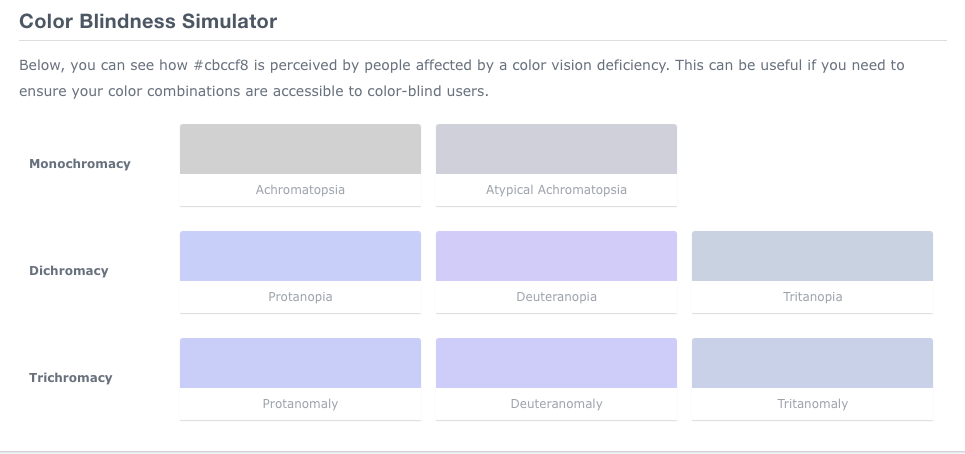 Color Blindness Simulator
Below, you can see how #cbccf8 is perceived by people affected by a color vision deficiency. This can be useful if you need to
ensure your color combinations are accessible to color-blind users.
Monochromacy
Achromatopsia
Atypical Achromatopsia
Dichromacy
Protanopia
Deuteranopia
Tritanopia
Trichromacy
Protanomaly
Deuteranomaly
Tritanomaly